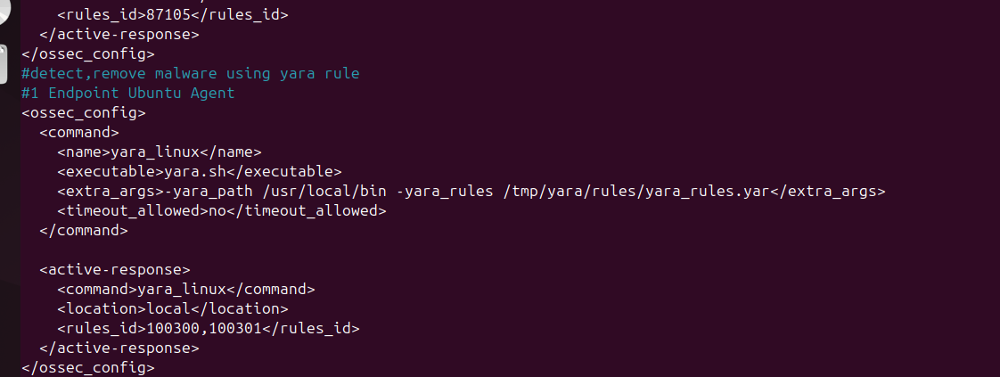 <rules_id>87105</rules_id>
</active-response>
</ossec_config>
#detect,remove malware using yara rule
#1 Endpoint Ubuntu Agent
<ossec_config>
<command>
<name>yara_linux</name>
<executable>yara.sh</executable>
<extra_args>-yara_path /usr/local/bin -yara_rules /tmp/yara/rules/yara_rules.yar</extra_args>
<timeout_allowed>no</timeout_allowed>
</command>
<active-response>
<command>yara_linux</command>
<location>local</location>
<rules_id>100300,100301</rules_id>
</active-response>
</ossec_config>